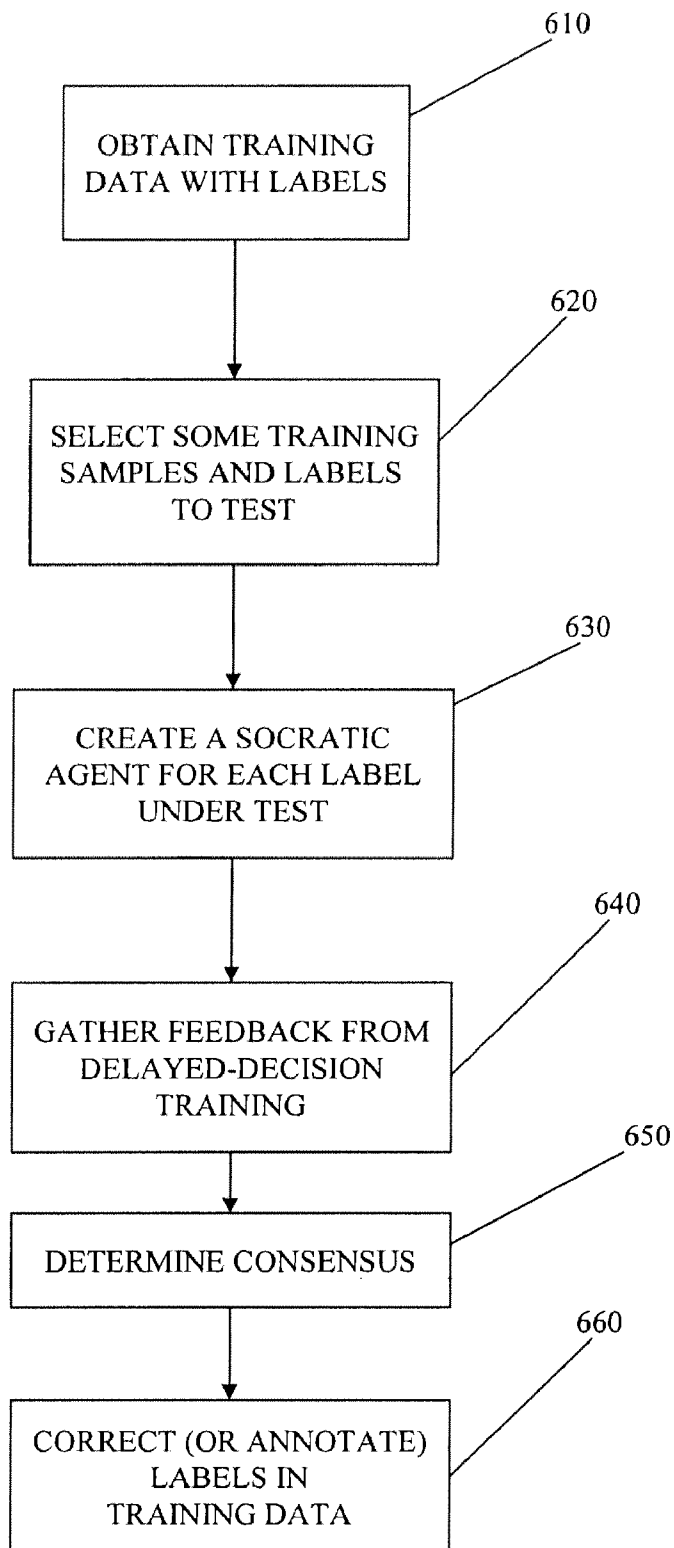 610
OBTAIN TRAINING
DATA WITH LABELS
620
SELECT SOME TRAINING
SAMPLES AND LABELS
TO TEST
630
CREATE A SOCRATIC
AGENT FOR EACH LABEL
UNDER TEST
640
GATHER FEEDBACK FROM
DELAYED-DECISION
TRAINING
650
DETERMINE CONSENSUS
660
CORRECT (OR ANNOTATE)
LABELS IN
TRAINING DATA